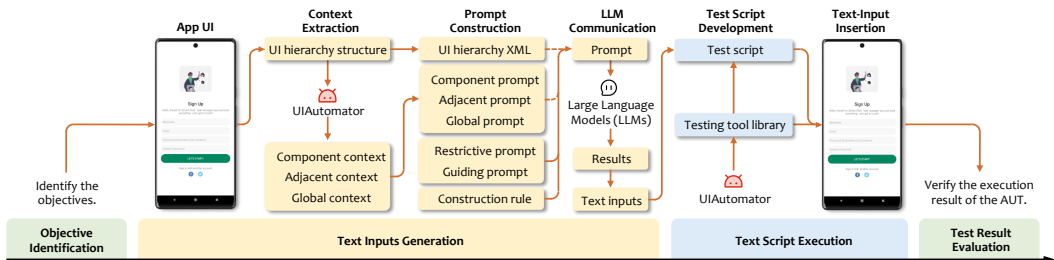 App UI
Context
Extraction
Prompt
Construction
LLM
Communication
Test Script
Development
Text-Input
Insertion
UI hierarchy structure
UI hierarchy XML
Prompt
Test script
Component prompt
Adjacent prompt
Global prompt
UIAutomator
Large Language
Models (LLMs)
Sign Up
LET'S START
Testing tool library
Sign Up
LET'S START
Component context
Adjacent context
Global context
Restrictive prompt
Guiding prompt
Results
Construction rule
Text inputs
UIAutomator
Identify the
objectives.
Verify the execution
result of the AUT.
Objective
Identification
Text Inputs Generation
Text Script Execution
Test Result
Evaluation